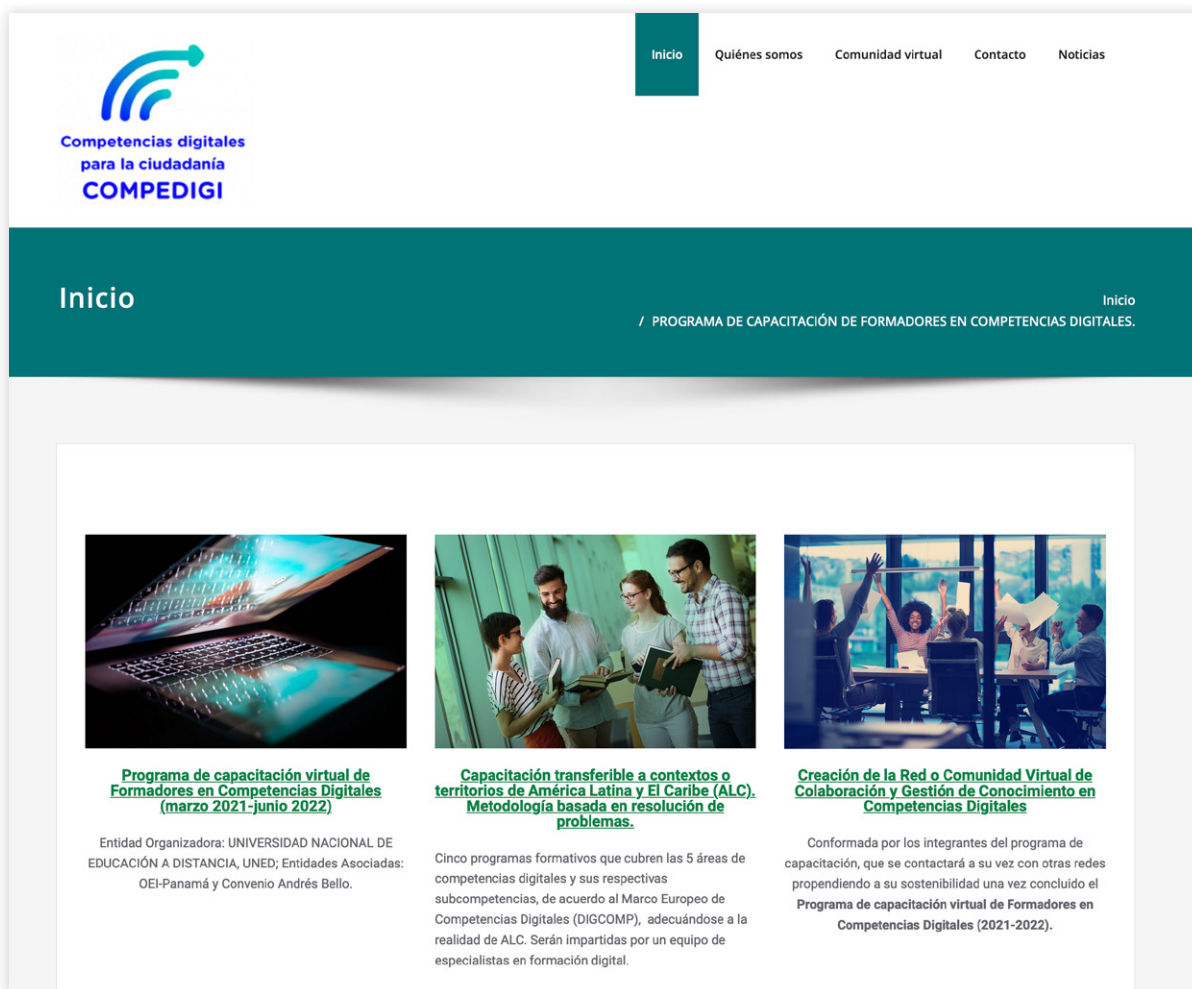 Inicio Quiénes somos Comunidad virtual Contacto Noticias
Competencias digitales
para la ciudadanía
COMPEDIGI
Inicio
Inicio
/ PROGRAMA DE CAPACITACIÓN DE FORMADORES EN COMPETENCIAS DIGITALES.
Programa de capacitación virtual de
Formadores en Competencias Digitales
(marzo 2021-junio 2022)
Entidad Organizadora: UNIVERSIDAD NACIONAL DE
EDUCACIÓN A DISTANCIA, UNED; Entidades Asociadas:
OEI-Panamá y Convenio Andrés Bello.
Capacitación transferible a contextos o
territorios de América Latina y El Caribe (ALC).
Metodología basada en resolución de
problemas.
Cinco programas formativos que cubren las 5 áreas de
competencias digitales y sus respectivas
subcompetencias, de acuerdo al Marco Europeo de
Competencias Digitales (DIGCOMP), adecuándose a la
realidad de ALC. Serán impartidas por un equipo de
especialistas en formación digital.
Creación de la Red o Comunidad Virtual de
Colaboración y Gestión de Conocimiento en
Competencias Digitales
Conformada por los integrantes del programa de
capacitación, que se contactará a su vez con otras redes
propendiendo a su sostenibilidad una vez concluido el
Programa de capacitación virtual de Formadores en
Competencias Digitales (2021-2022).